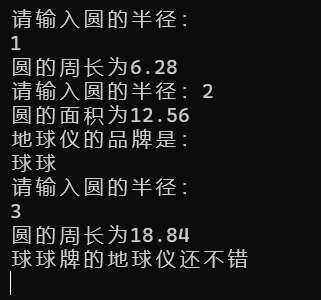 请输入圆的半径：
1
圆的周长为6.28
请输入圆的半径：2
圆的面积为12.56
地球仪的品牌是：
球球
请输入圆的半径：
3
圆的周长为18.84
球球牌的地球仪还不错